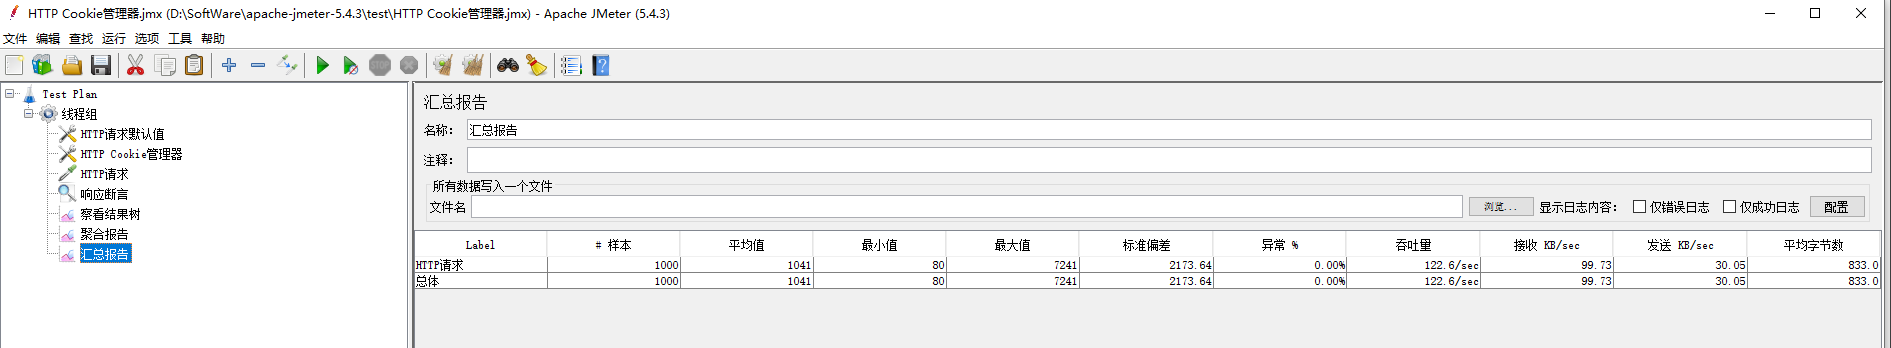 HTTP Cookie管理器.jmx (D:\SoftWare\apache-jmeter-5.4.3\test\HTTP Cookie管理器.jmx) - Apache JMeter (5.4.3)
文件 编辑 查找 运行 选项 工具 帮助
STOP
Test Plan
线程组
HTTP请求默认值
HTTP Cookie管理器
HTTP请求
响应断言
察看结果树
聚合报告
汇总报告
汇总报告
名称： 汇总报告
注释：
所有数据写入一个文件
文件名 浏览... 显示日志内容： 仅错误日志 仅成功日志 配置
Label # 样本 平均值 最小值 最大值 标准偏差 异常 % 吞吐量 接收 KB/sec 发送 KB/sec 平均字节数
HTTP请求 1000 1041 80 7241 2173.64 0.00% 122.6/sec 99.73 30.05 833.0
总体 1000 1041 80 7241 2173.64 0.00% 122.6/sec 99.73 30.05 833.0